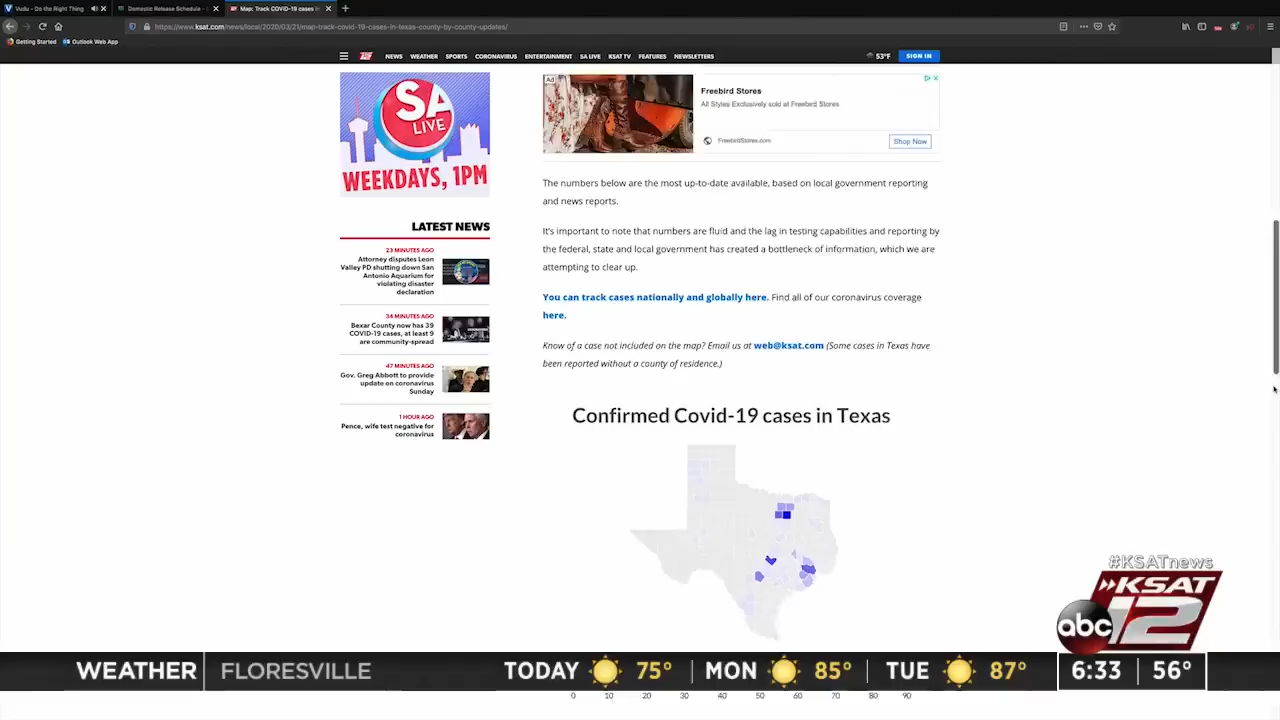 Vudu - Do the Right Thing
Domestic Release Schedule -
Map: Track COVID-19 cases in
https://www.ksat.com/news/local/2020/03/21/map-track-covid-19-cases-in-texas-county-by-county-updates/
Getting Started
Outlook Web App
NEWS WEATHER SPORTS CORONAVIRUS ENTERTAINMENT SA LIVE KSAT TV FEATURES NEWSLETTERS
53°F
SIGN IN
SA
LIVE
WEEKDAYS, 1PM
Ad
Freebird Stores
All Styles Exclusively sold at Freebird Stores
FreebirdStores.com
Shop Now
The numbers below are the most up-to-date available, based on local government reporting
and news reports.
It's important to note that numbers are fluid and the lag in testing capabilities and reporting by
the federal, state and local government has created a bottleneck of information, which we are
attempting to clear up.
You can track cases nationally and globally here. Find all of our coronavirus coverage
here.
Know of a case not included on the map? Email us at web@ksat.com (Some cases in Texas have
been reported without a county of residence.)
LATEST NEWS
23 MINUTES AGO
Attorney disputes Leon
Valley PD shutting down San
Antonio Aquarium for
violating disaster
declaration
34 MINUTES AGO
Bexar County now has 39
COVID-19 cases, at least 9
are community-spread
47 MINUTES AGO
Gov. Greg Abbott to provide
update on coronavirus
Sunday
1 HOUR AGO
Pence, wife test negative for
coronavirus
Confirmed Covid-19 cases in Texas
#KSATnews
KSAT
abc
12
WEATHER FLORESVILLE TODAY 75° MON 85° TUE 87° 6:33 56°
0 10 20 30 40 50 60 70 80 90